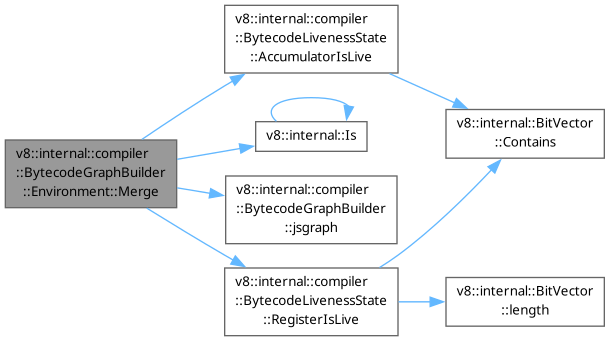 v8::internal::compiler
::BytecodeGraphBuilder
::Environment::Merge
v8::internal::compiler
::BytecodeLivenessState
::AccumulatorIsLive
v8::internal::Is
v8::internal::compiler
::BytecodeGraphBuilder
::jsgraph
v8::internal::compiler
::BytecodeLivenessState
::RegisterIsLive
v8::internal::BitVector
::Contains
v8::internal::BitVector
::length